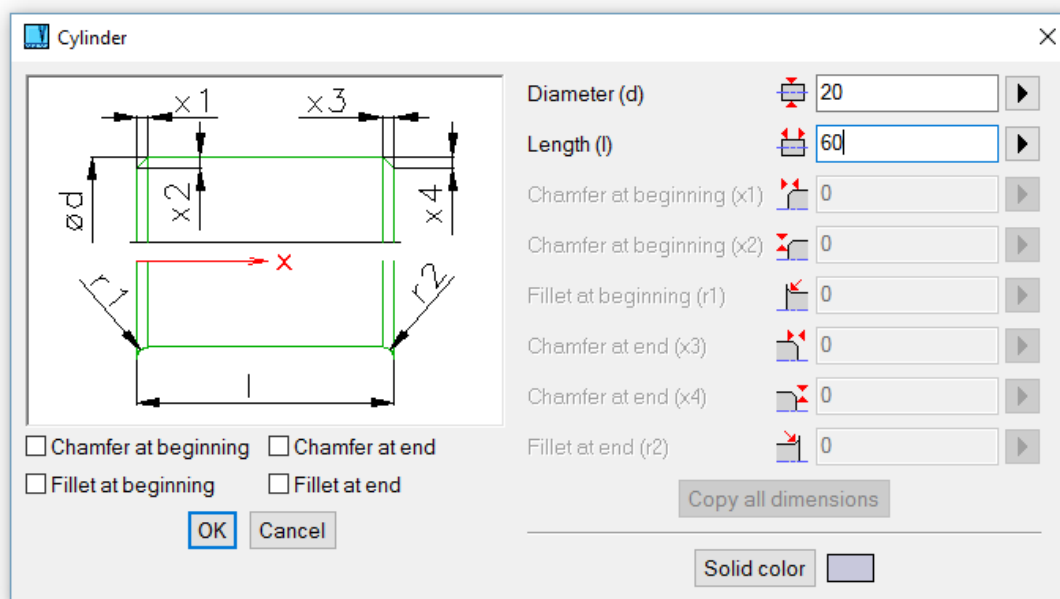 Cylinder
x1
x3
ød
x2
x4
x
r1
r2
l
Chamfer at beginning
Chamfer at end
Fillet at beginning
Fillet at end
OK
Cancel
Diameter (d)
20
Length (l)
60
Chamfer at beginning (x1)
0
Chamfer at beginning (x2)
0
Fillet at beginning (r1)
0
Chamfer at end (x3)
0
Chamfer at end (x4)
0
Fillet at end (r2)
0
Copy all dimensions
Solid color